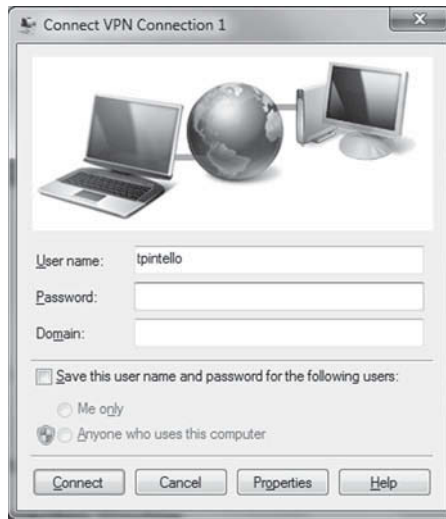 Connect VPN Connection 1
x
User name: tpintello
Password:
Domain:
Save this user name and password for the following users:
Me only
Anyone who uses this computer
Connect Cancel Properties Help